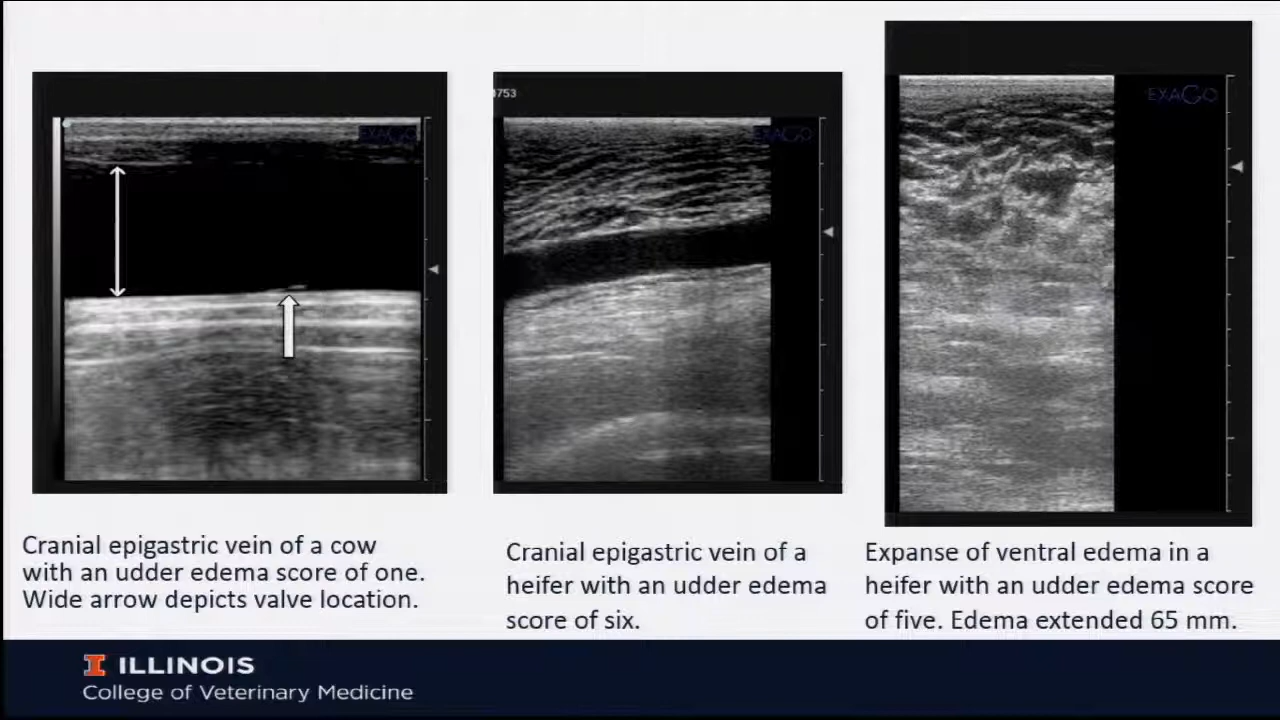 EXAGO
1753
EXAGO
EXAGO
Cranial epigastric vein of a cow
with an udder edema score of one.
Wide arrow depicts valve location.
Cranial epigastric vein of a
heifer with an udder edema
score of six.
Expanse of ventral edema in a
heifer with an udder edema score
of five. Edema extended 65 mm.
I ILLINOIS
College of Veterinary Medicine